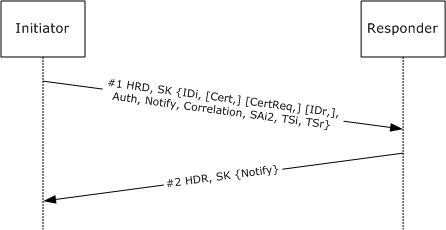 Initiator
Responder
#1 HRD, SK {IDi, [Cert,] [CertReq,] [IDr,],
Auth, Notify, Correlation, SAi2, TSi, TSr}
#2 HDR, SK {Notify}